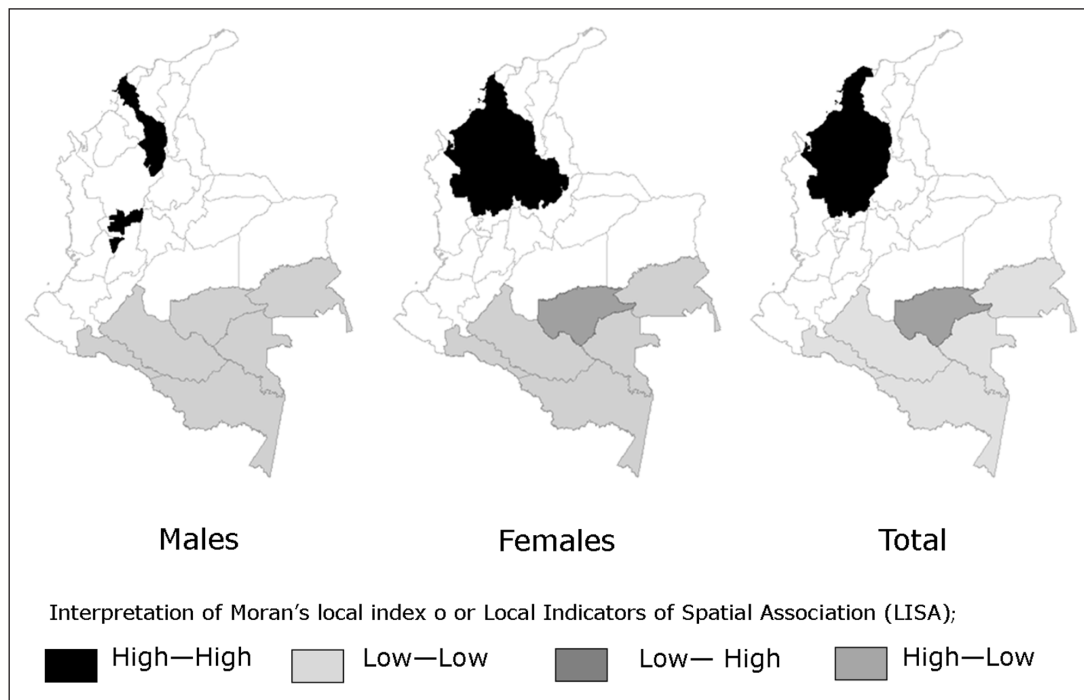 Males Females Total
Interpretation of Moran’s local index o or Local Indicators of Spatial Association (LISA);
High—High Low—Low Low— High High—Low